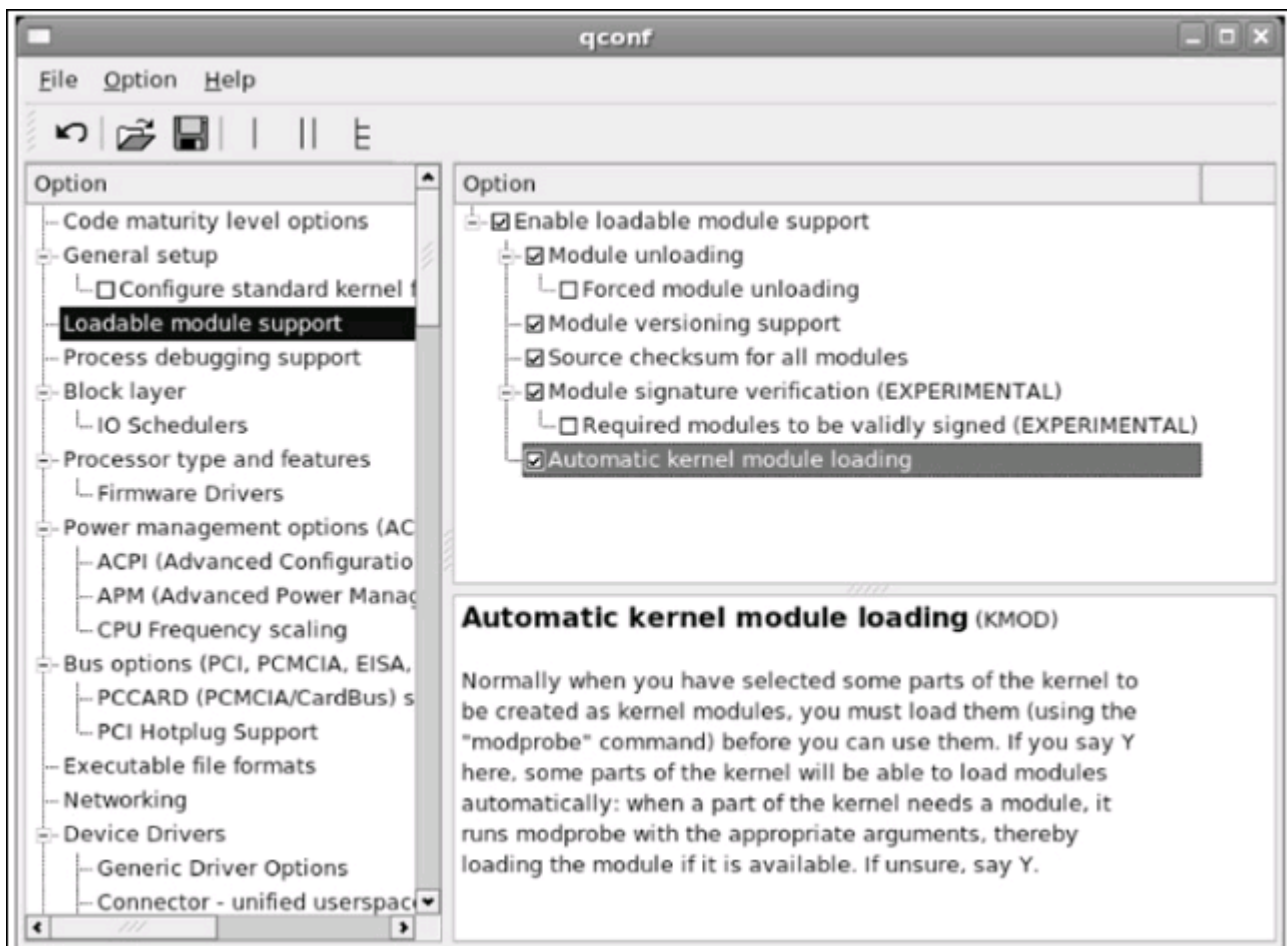 qconf
File Option Help
Option
Code maturity level options
General setup
Configure standard kernel f
Loadable module support
Process debugging support
Block layer
IO Schedulers
Processor type and features
Firmware Drivers
Power management options (AC
ACPI (Advanced Configuratio
APM (Advanced Power Manag
CPU Frequency scaling
Bus options (PCI, PCMCIA, EISA,
PCCARD (PCMCIA/CardBus) s
PCI Hotplug Support
Executable file formats
Networking
Device Drivers
Generic Driver Options
Connector - unified userspac
Option
Enable loadable module support
Module unloading
Forced module unloading
Module versioning support
Source checksum for all modules
Module signature verification (EXPERIMENTAL)
Required modules to be validly signed (EXPERIMENTAL)
Automatic kernel module loading
Automatic kernel module loading (KMOD)
Normally when you have selected some parts of the kernel to
be created as kernel modules, you must load them (using the
"modprobe" command) before you can use them. If you say Y
here, some parts of the kernel will be able to load modules
automatically: when a part of the kernel needs a module, it
runs modprobe with the appropriate arguments, thereby
loading the module if it is available. If unsure, say Y.